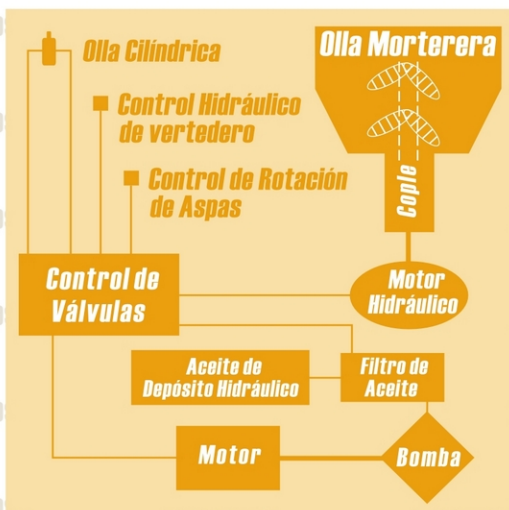 Olla Cilíndrica
Olla Morterera
Control Hidráulico
de vertedero
Control de Rotación
de Aspas
Cople
Control de
Válvulas
Motor
Hidráulico
Aceite de
Depósito Hidráulico
Filtro de
Aceite
Motor
Bomba